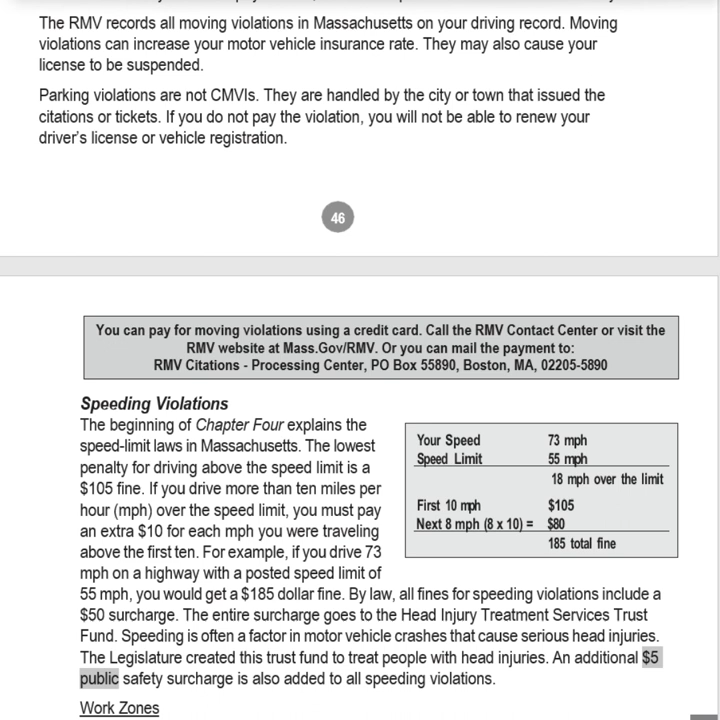 The RMV records all moving violations in Massachusetts on your driving record. Moving
violations can increase your motor vehicle insurance rate. They may also cause your
license to be suspended.
Parking violations are not CMVIs. They are handled by the city or town that issued the
citations or tickets. If you do not pay the violation, you will not be able to renew your
driver's license or vehicle registration.
46
You can pay for moving violations using a credit card. Call the RMV Contact Center or visit the
RMV website at Mass.Gov/RMV. Or you can mail the payment to:
RMV Citations - Processing Center, PO Box 55890, Boston, MA, 02205-5890
Speeding Violations
The beginning of Chapter Four explains the
speed-limit laws in Massachusetts. The lowest
penalty for driving above the speed limit is a
$105 fine. If you drive more than ten miles per
hour (mph) over the speed limit, you must pay
an extra $10 for each mph you were traveling
above the first ten. For example, if you drive 73
mph on a highway with a posted speed limit of
55 mph, you would get a $185 dollar fine. By law, all fines for speeding violations include a
$50 surcharge. The entire surcharge goes to the Head Injury Treatment Services Trust
Fund. Speeding is often a factor in motor vehicle crashes that cause serious head injuries.
The Legislature created this trust fund to treat people with head injuries. An additional $5
public safety surcharge is also added to all speeding violations.
Your Speed 73 mph
Speed Limit 55 mph
18 mph over the limit
First 10 mph $105
Next 8 mph (8 x 10) = $80
185 total fine
Work Zones